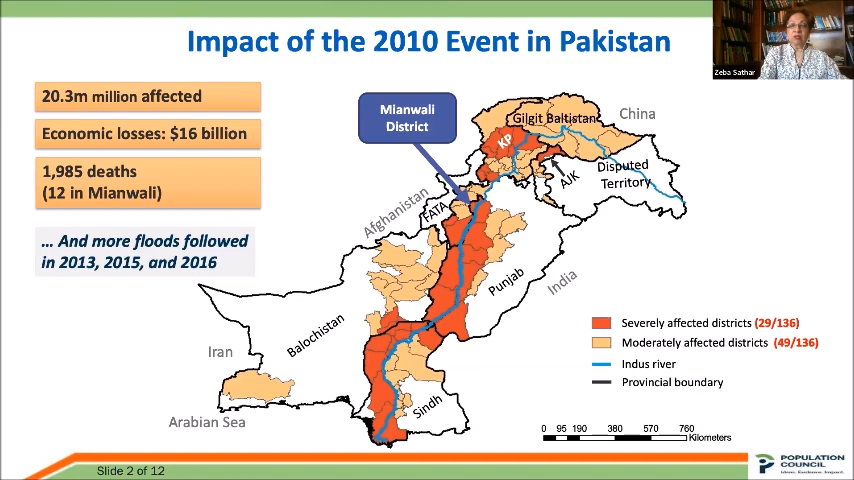 Impact of the 2010 Event in Pakistan
Zeba Sathar
20.3m million affected
Economic losses: $16 billion
1,985 deaths
(12 in Mianwali)
... And more floods followed
in 2013, 2015, and 2016
Mianwali
District
Gilgit Baltistan
China
KP
AJK
Disputed
Territory
FATA
Afghanistan
Punjab
India
Balochistan
Iran
Sindh
Arabian Sea
Severely affected districts (29/136)
Moderately affected districts (49/136)
Indus river
Provincial boundary
0 95 190 380 570 760
Kilometers
Slide 2 of 12
POPULATION
COUNCIL
Ideas. Evidence. Impact.